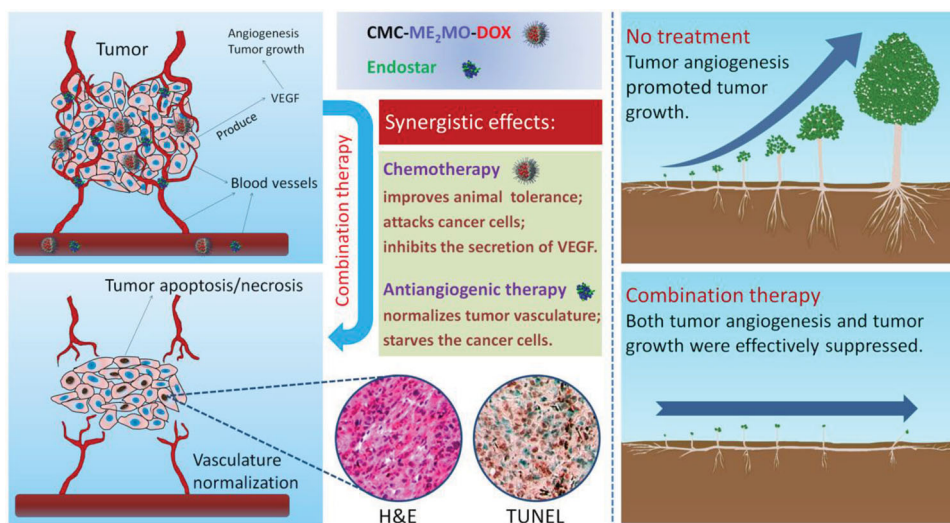 Tumor
Angiogenesis
Tumor growth
VEGF
Produce
Blood vessels
Tumor apoptosis/necrosis
Vasculature
normalization
Combination therapy
CMC-ME₂MO-DOX
Endostar
Synergistic effects:
Chemotherapy
improves animal tolerance;
attacks cancer cells;
inhibits the secretion of VEGF.
Antiangiogenic therapy
normalizes tumor vasculature;
starves the cancer cells.
H&E
TUNEL
No treatment
Tumor angiogenesis
promoted tumor
growth.
Combination therapy
Both tumor angiogenesis and tumor
growth were effectively suppressed.